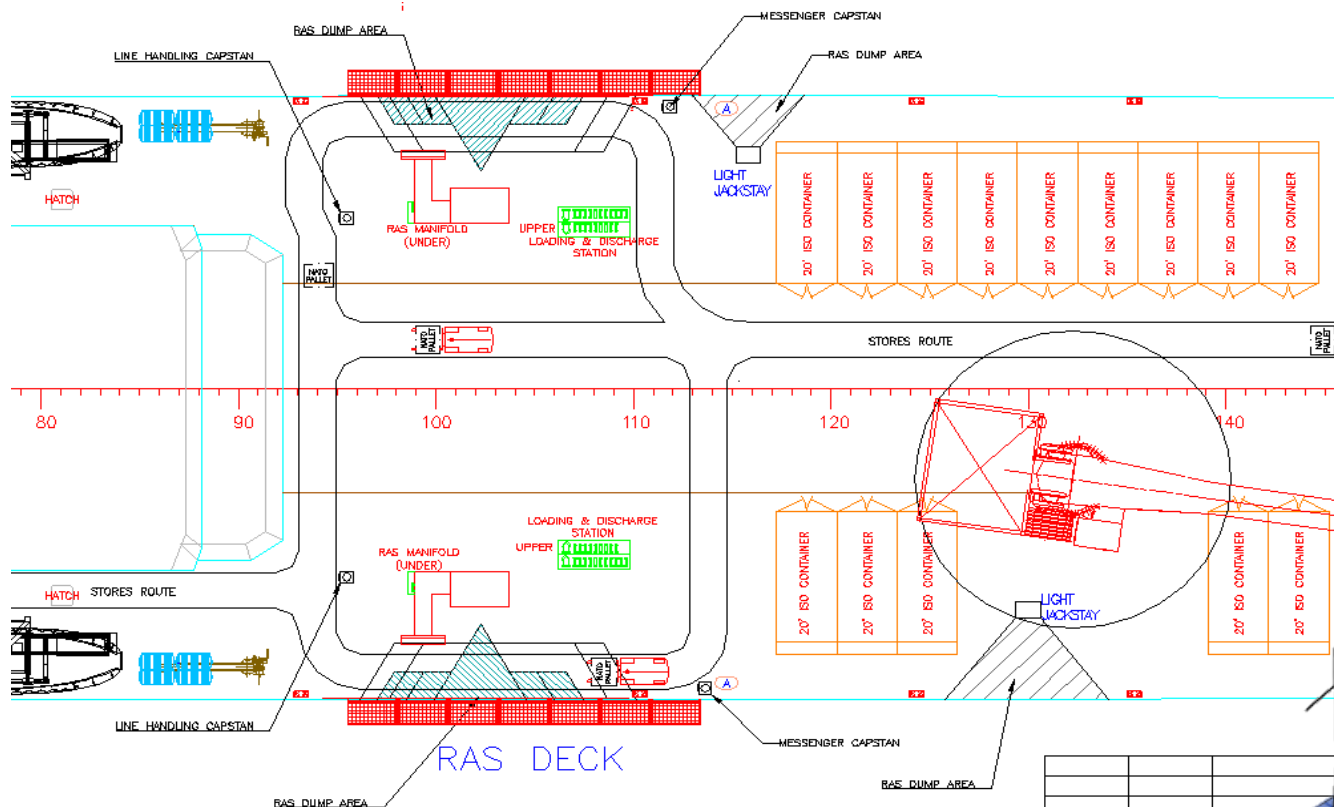 MESSENGER CAPSTAN
RAS DUMP AREA
LINE HANDLING CAPSTAN
RAS DUMP AREA
A
LIGHT
JACKSTAY
HATCH
20' ISO CONTAINER
20' ISO CONTAINER
20' ISO CONTAINER
20' ISO CONTAINER
20' ISO CONTAINER
20' ISO CONTAINER
20' ISO CONTAINER
20' ISO CONTAINER
20' ISO CONTAINER
RAS MANIFOLD
(UNDER)
UPPER
LOADING & DISCHARGE
STATION
NATO
PALLET
NATO
PALLET
STORES ROUTE
NATO
PALLET
80
90
100
110
120
130
140
LOADING & DISCHARGE
STATION
UPPER
RAS MANIFOLD
(UNDER)
20' ISO CONTAINER
20' ISO CONTAINER
20' ISO CONTAINER
20' ISO CONTAINER
20' ISO CONTAINER
HATCH
STORES ROUTE
LIGHT
JACKSTAY
NATO
PALLET
A
LINE HANDLING CAPSTAN
MESSENGER CAPSTAN
RAS DECK
RAS DUMP AREA
RAS DUMP AREA